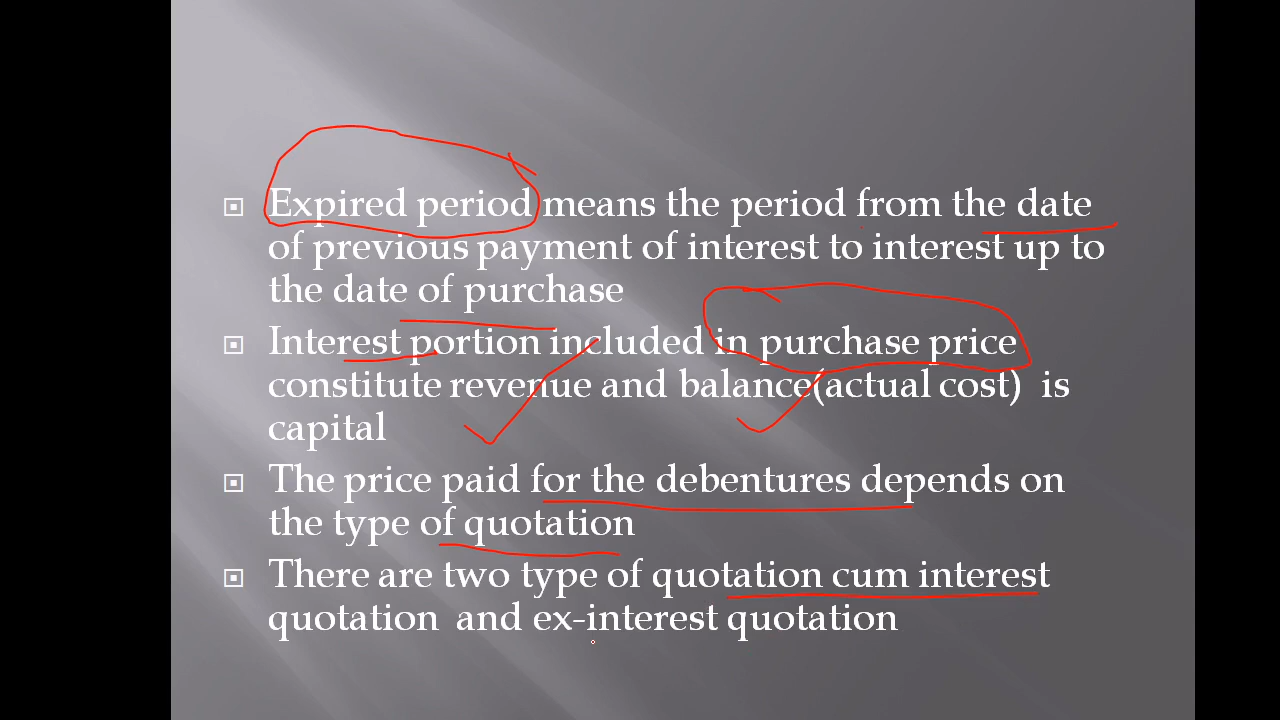 Expired period means the period from the date
of previous payment of interest to interest up to
the date of purchase
Interest portion included in purchase price
constitute revenue and balance(actual cost)  is
capital
The price paid for the debentures depends on
the type of quotation
There are two type of quotation cum interest
quotation  and ex-interest quotation